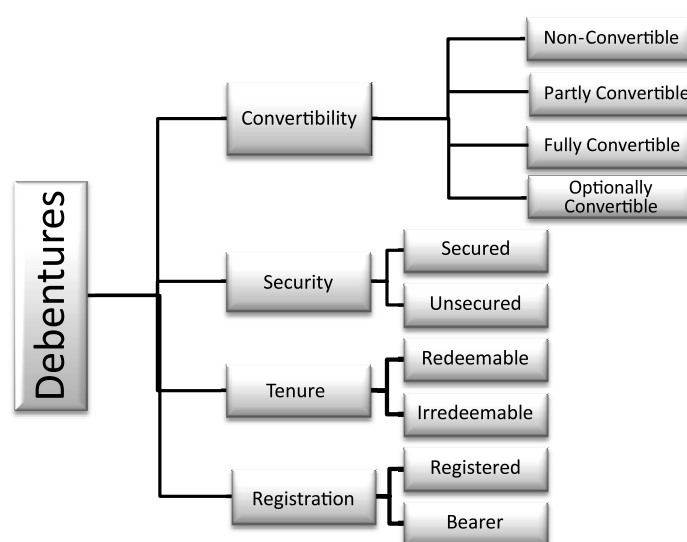 Debentures
Convertibility
Non-Convertible
Partly Convertible
Fully Convertible
Optionally
Convertible
Security
Secured
Unsecured
Tenure
Redeemable
Irredeemable
Registration
Registered
Bearer